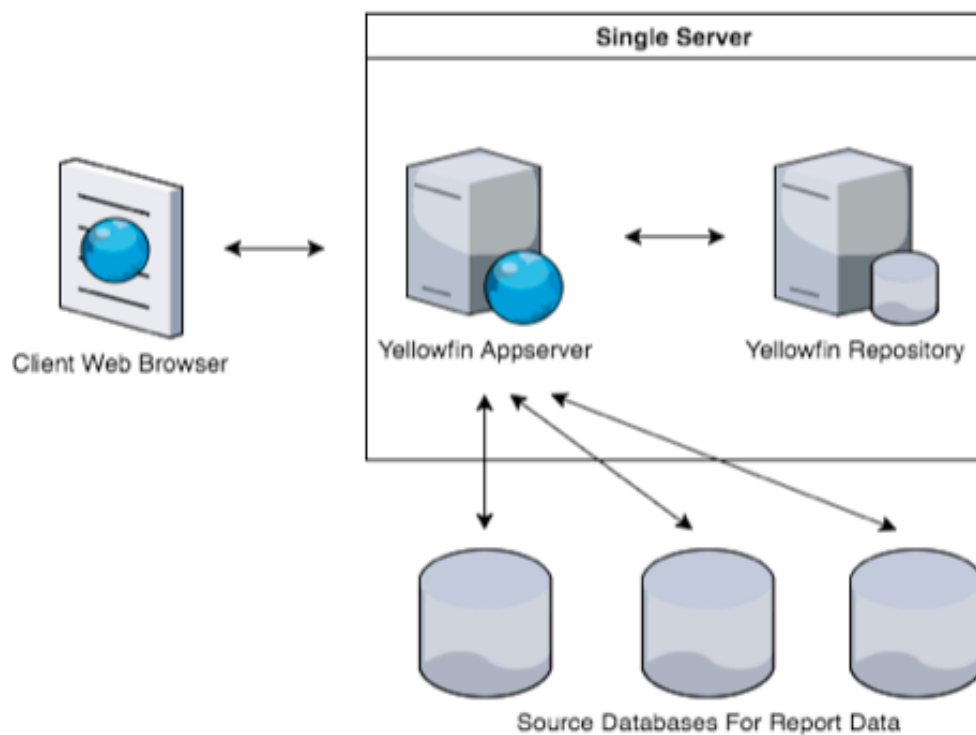 Single Server
Client Web Browser
Yellowfin Appserver
Yellowfin Repository
Source Databases For Report Data